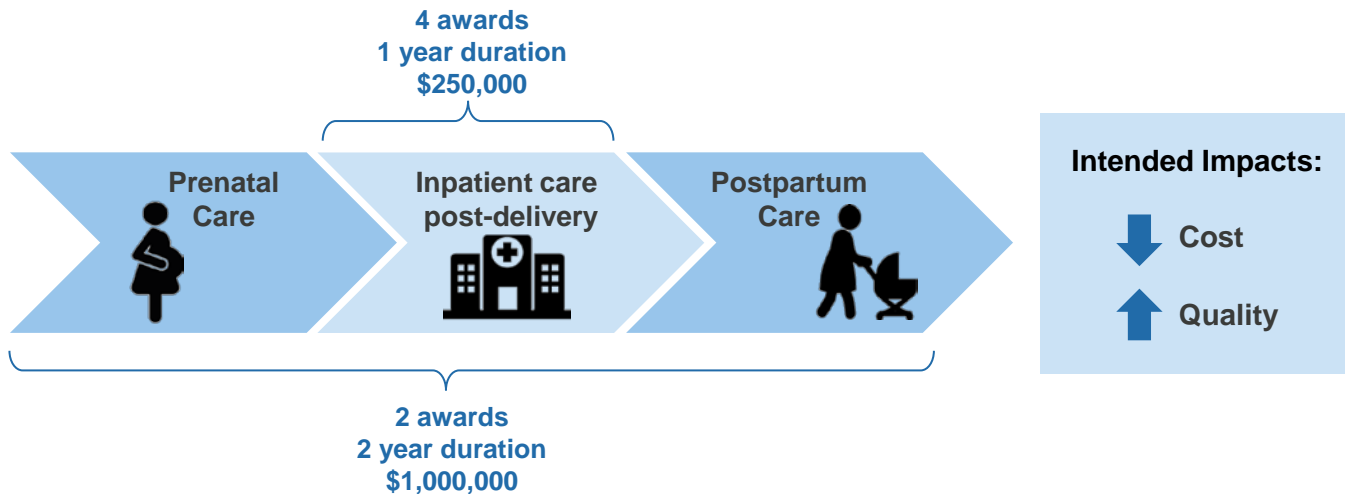 4 awards
1 year duration
$250,000
Prenatal
Care
Inpatient care
post-delivery
Postpartum
Care
Intended Impacts:
Cost
Quality
2 awards
2 year duration
$1,000,000